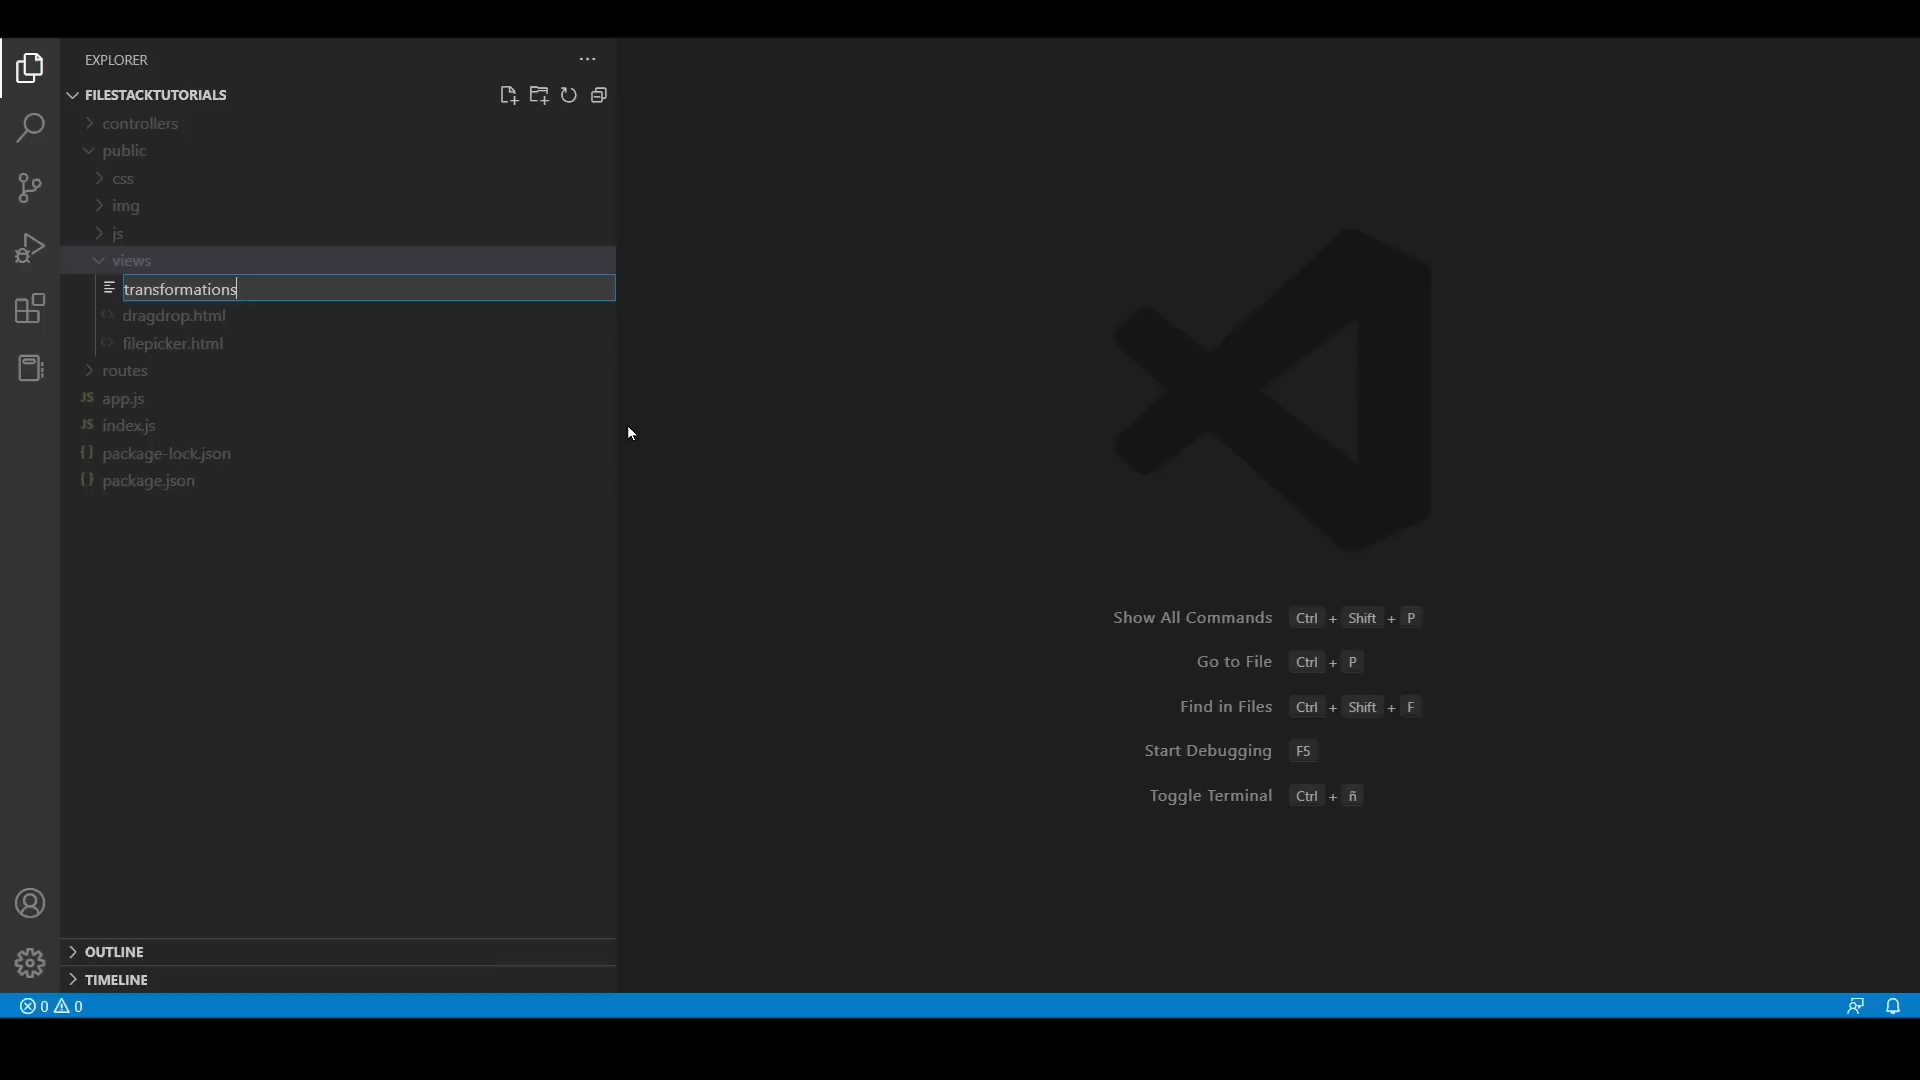 EXPLORER
FILESTACKTUTORIALS
controllers
public
css
img
js
views
transformations
dragdrop.html
filepicker.html
routes
JS app.js
JS index.js
{} package-lock.json
{} package.json
Show All Commands Ctrl + Shift + P
Go to File Ctrl + P
Find in Files Ctrl + Shift + F
Start Debugging F5
Toggle Terminal Ctrl + ñ
OUTLINE
TIMELINE
0 0